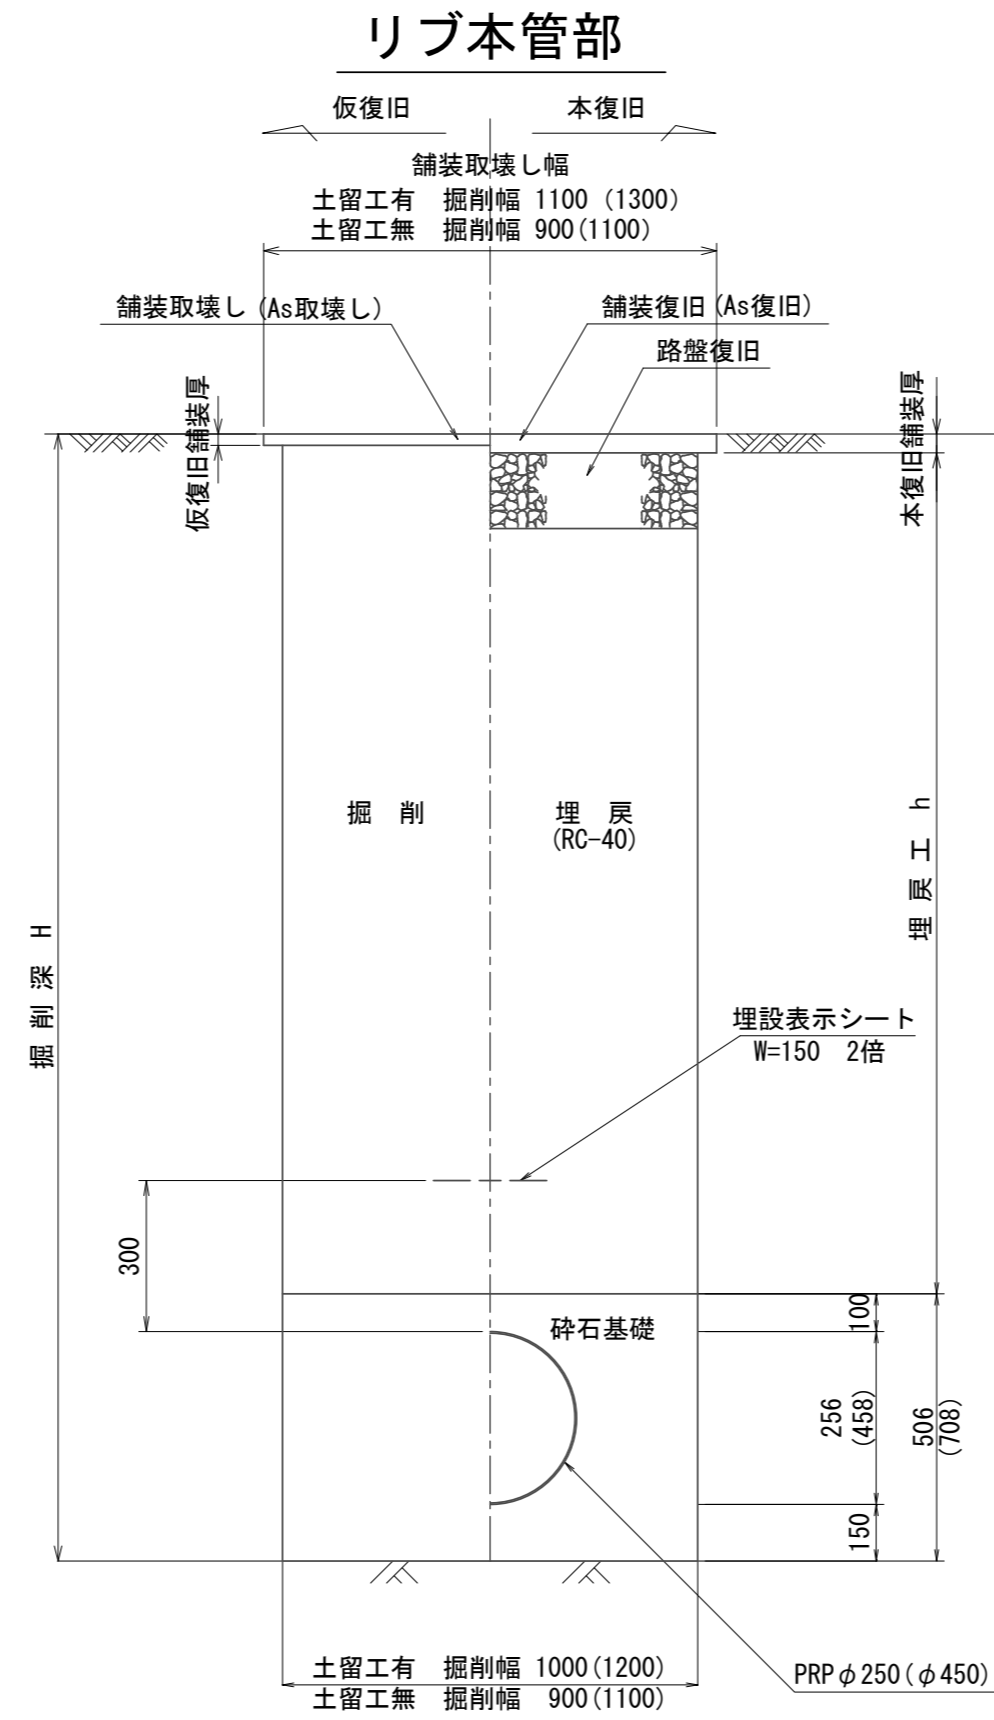 リブ本管部
仮復旧
本復旧
舗装取壊し幅
土留工有　掘削幅 1100 (1300)
土留工無　掘削幅 900(1100)
舗装取壊し (As取壊し)
舗装復旧 (As復旧)
路盤復旧
仮復旧舗装厚
本復旧舗装厚
掘　削
埋　戻
(RC-40)
埋 戻 工　h
掘 削 深　H
埋設表示シート
W=150　2倍
300
砕石基礎
100
256
(458)
506
(708)
150
土留工有　掘削幅 1000(1200)
土留工無　掘削幅　900(1100)
PRPφ250(φ450)